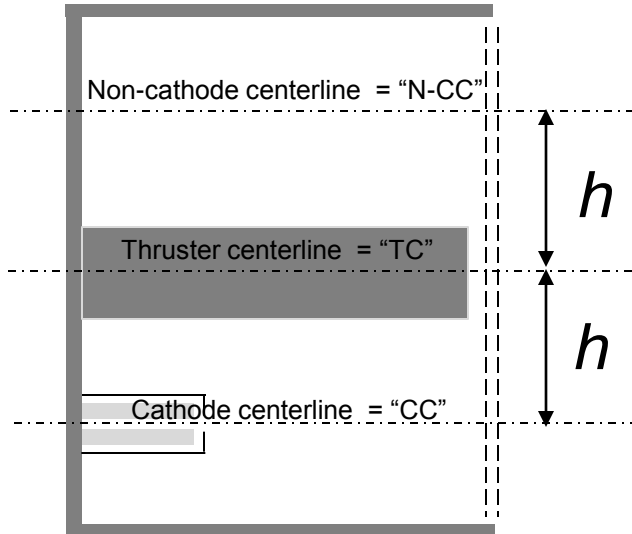 Non-cathode centerline = “N-CC”
h
Thruster centerline = “TC”
h
Cathode centerline = “CC”